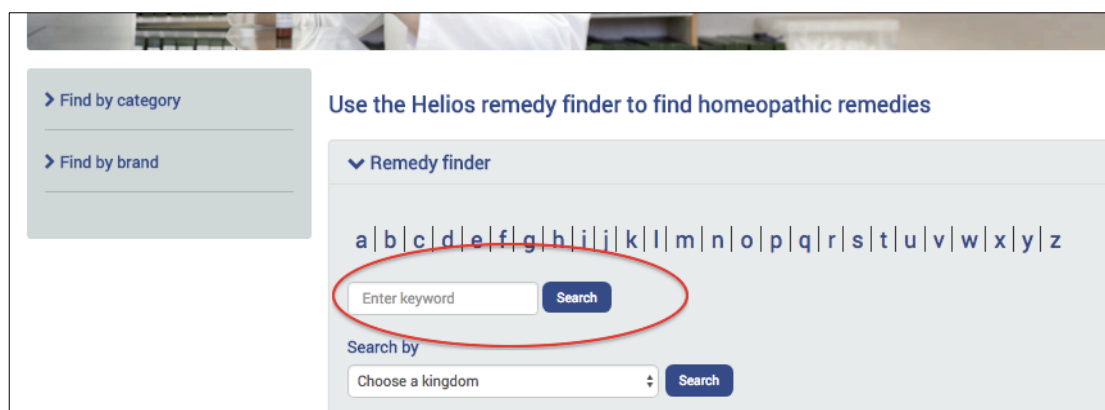 Find by category
Find by brand
Use the Helios remedy finder to find homeopathic remedies
Remedy finder
a|b|c|d|e|f|g|h|i|j|k|l|m|n|o|p|q|r|s|t|u|v|w|x|y|z
Enter keyword Search
Search by
Choose a kingdom Search